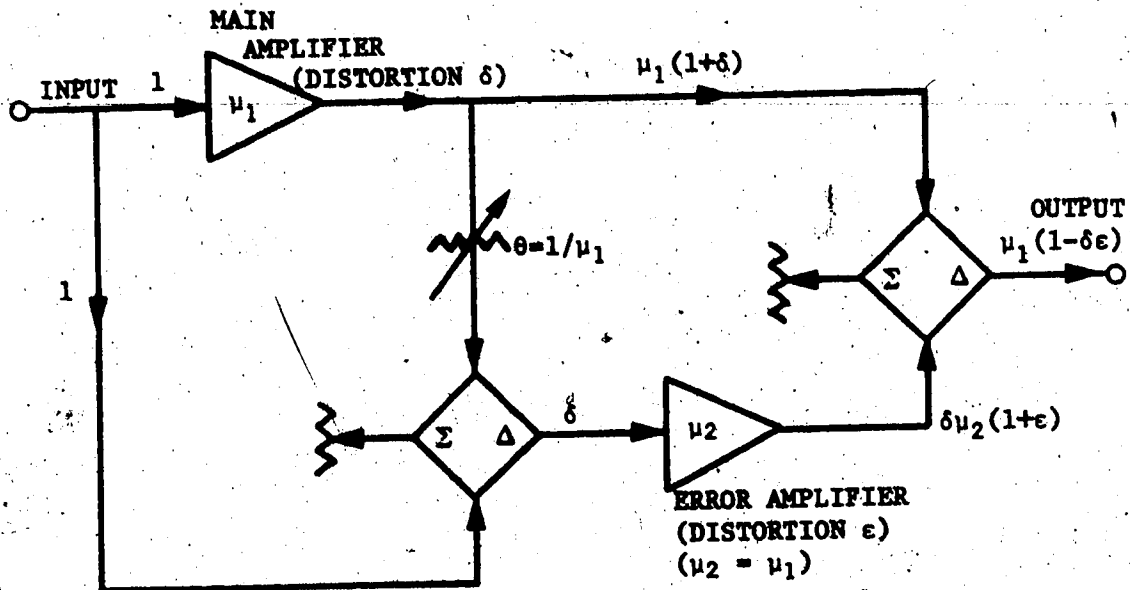 MAIN
AMPLIFIER
(DISTORTION δ)
INPUT
1
μ1
μ1(1+δ)
θ=1/μ1
1
OUTPUT
μ1(1-δε)
Σ
Δ
δ
Σ
Δ
μ2
δμ2(1+ε)
ERROR AMPLIFIER
(DISTORTION ε)
(μ2 = μ1)